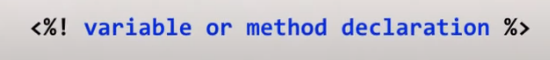 <%! variable or method declaration %>